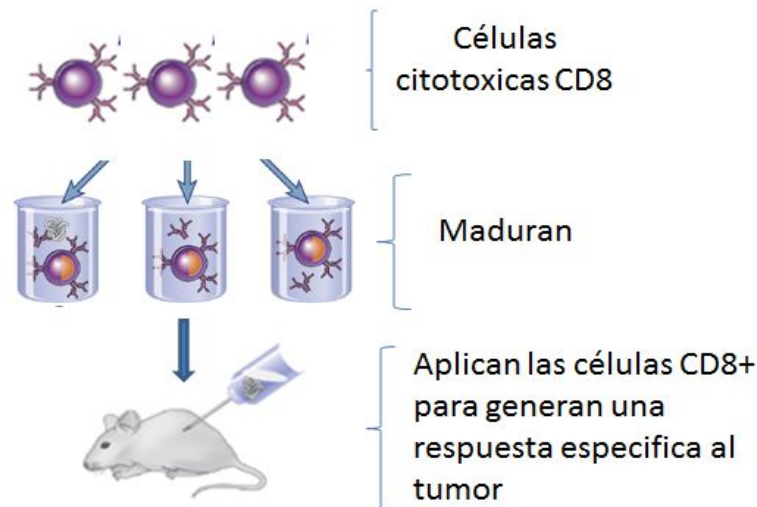 Células
citotoxicas CD8
Maduran
Aplican las células CD8+
para generan una
respuesta especifica al
tumor